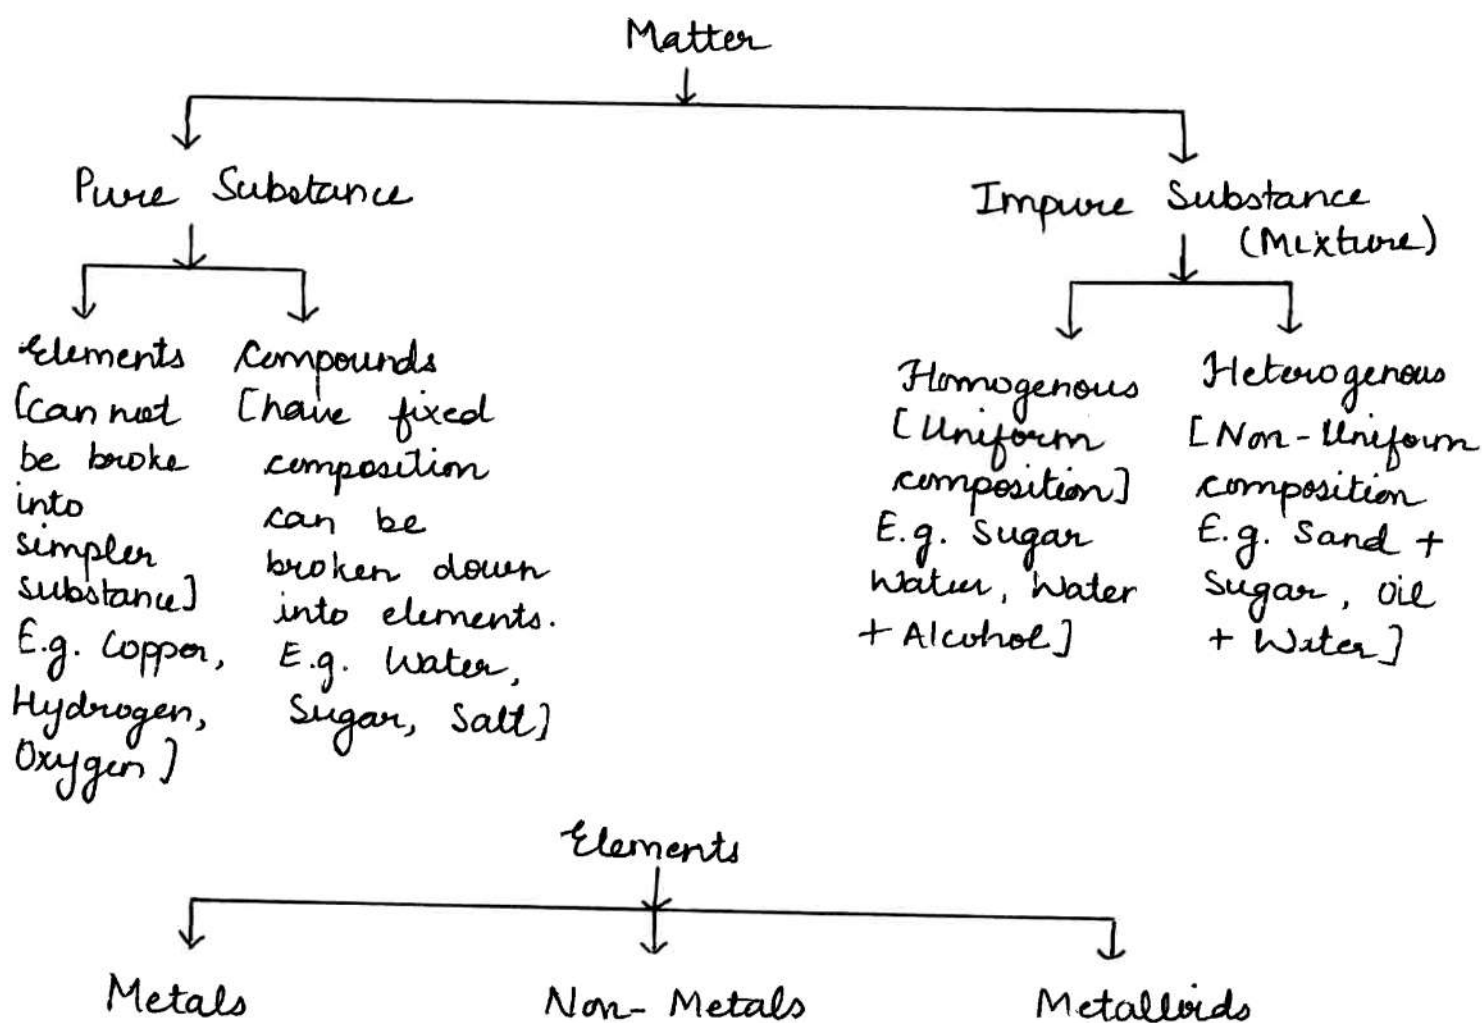 Matter
Pure Substance
Impure Substance
(Mixture)
Elements
[can not
be broke
into
simpler
substance]
E.g. Copper,
Hydrogen,
Oxygen]
Compounds
[have fixed
composition
can be
broken down
into elements.
E.g. Water,
Sugar, Salt]
Homogenous
[Uniform
composition]
E.g. Sugar
Water, Water
+ Alcohol]
Heterogenous
[Non-Uniform
composition
E.g. Sand +
Sugar, Oil
+ Water]
Elements
Metals
Non-Metals
Metalloids